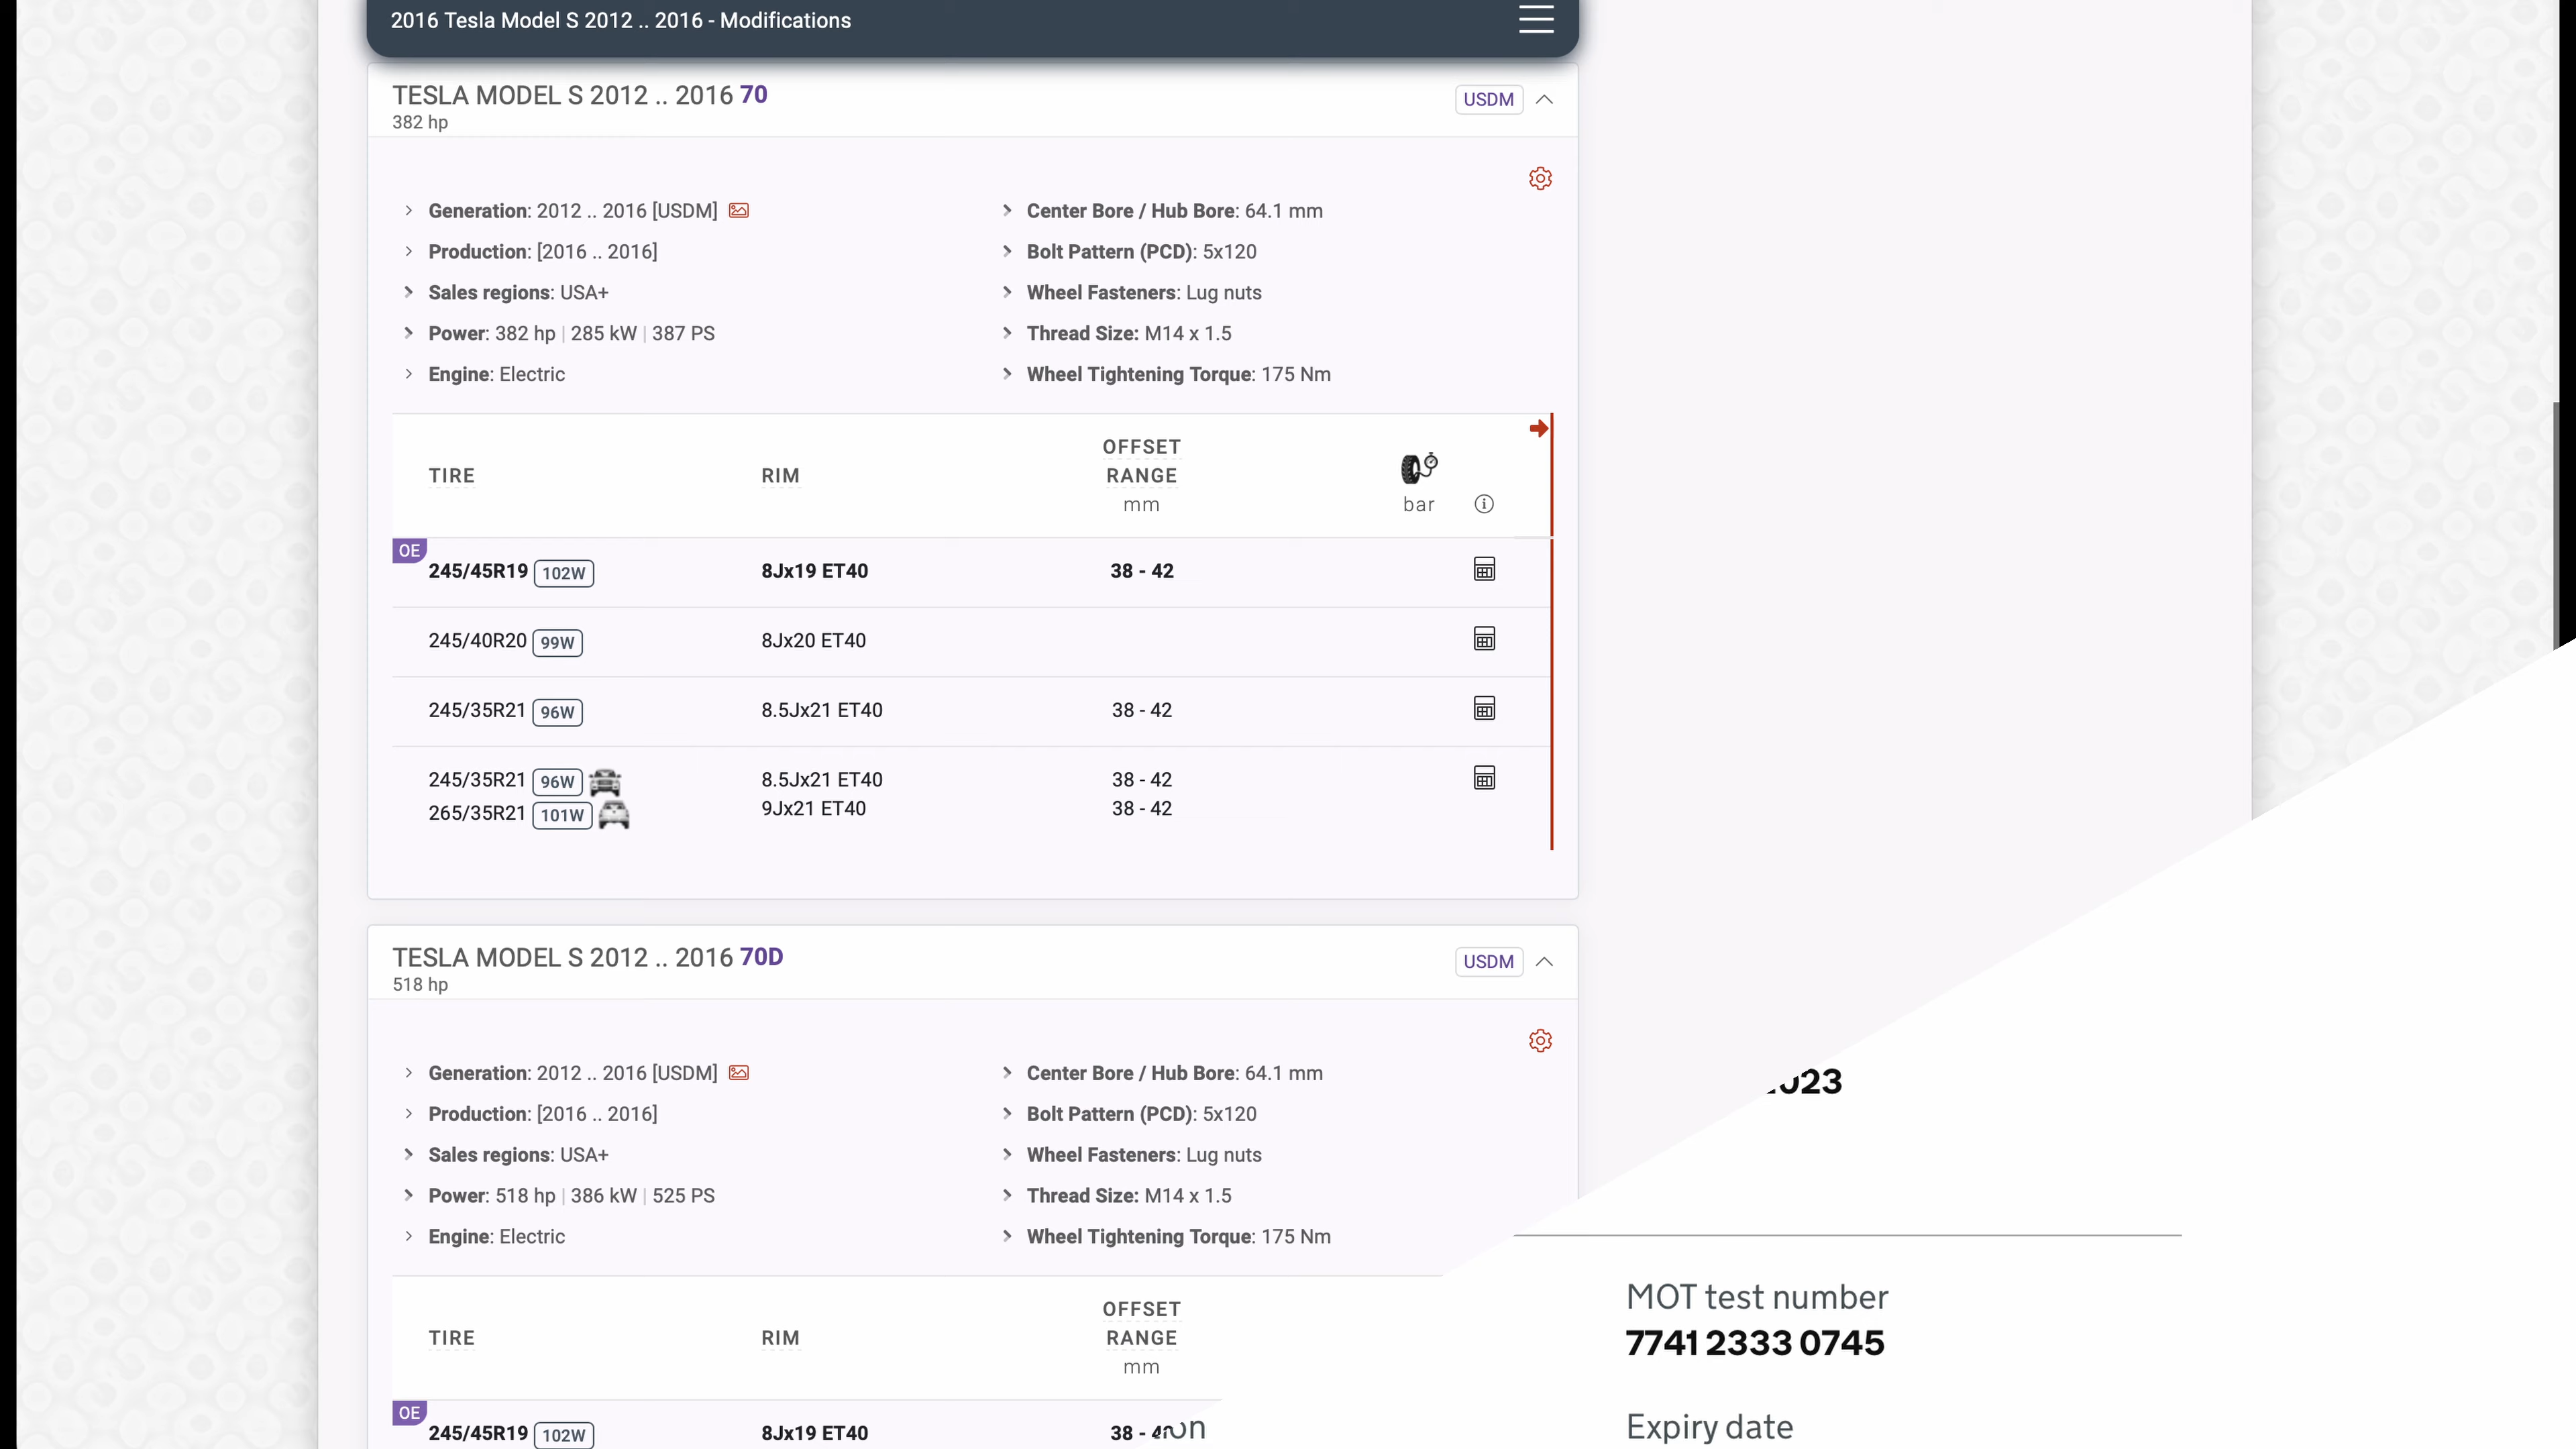 2016 Tesla Model S 2012 .. 2016 - Modifications
TESLA MODEL S 2012 .. 2016 70
USDM
382 hp
Generation: 2012 .. 2016 [USDM]
Production: [2016 .. 2016]
Sales regions: USA+
Power: 382 hp | 285 kW | 387 PS
Engine: Electric
Center Bore / Hub Bore: 64.1 mm
Bolt Pattern (PCD): 5x120
Wheel Fasteners: Lug nuts
Thread Size: M14 x 1.5
Wheel Tightening Torque: 175 Nm
TIRE RIM OFFSET RANGE mm bar
OE
245/45R19 102W 8Jx19 ET40 38 - 42
245/40R20 99W 8Jx20 ET40
245/35R21 96W 8.5Jx21 ET40 38 - 42
245/35R21 96W 8.5Jx21 ET40 38 - 42
265/35R21 101W 9Jx21 ET40 38 - 42
TESLA MODEL S 2012 .. 2016 70D
USDM
518 hp
Generation: 2012 .. 2016 [USDM]
Production: [2016 .. 2016]
Sales regions: USA+
Power: 518 hp | 386 kW | 525 PS
Engine: Electric
Center Bore / Hub Bore: 64.1 mm
Bolt Pattern (PCD): 5x120
Wheel Fasteners: Lug nuts
Thread Size: M14 x 1.5
Wheel Tightening Torque: 175 Nm
TIRE RIM OFFSET RANGE mm
OE
245/45R19 102W 8Jx19 ET40 38 -
MOT test number
7741 2333 0745
Expiry date